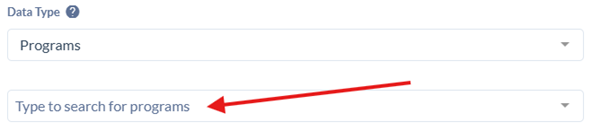 Data Type ?
Programs
Type to search for programs